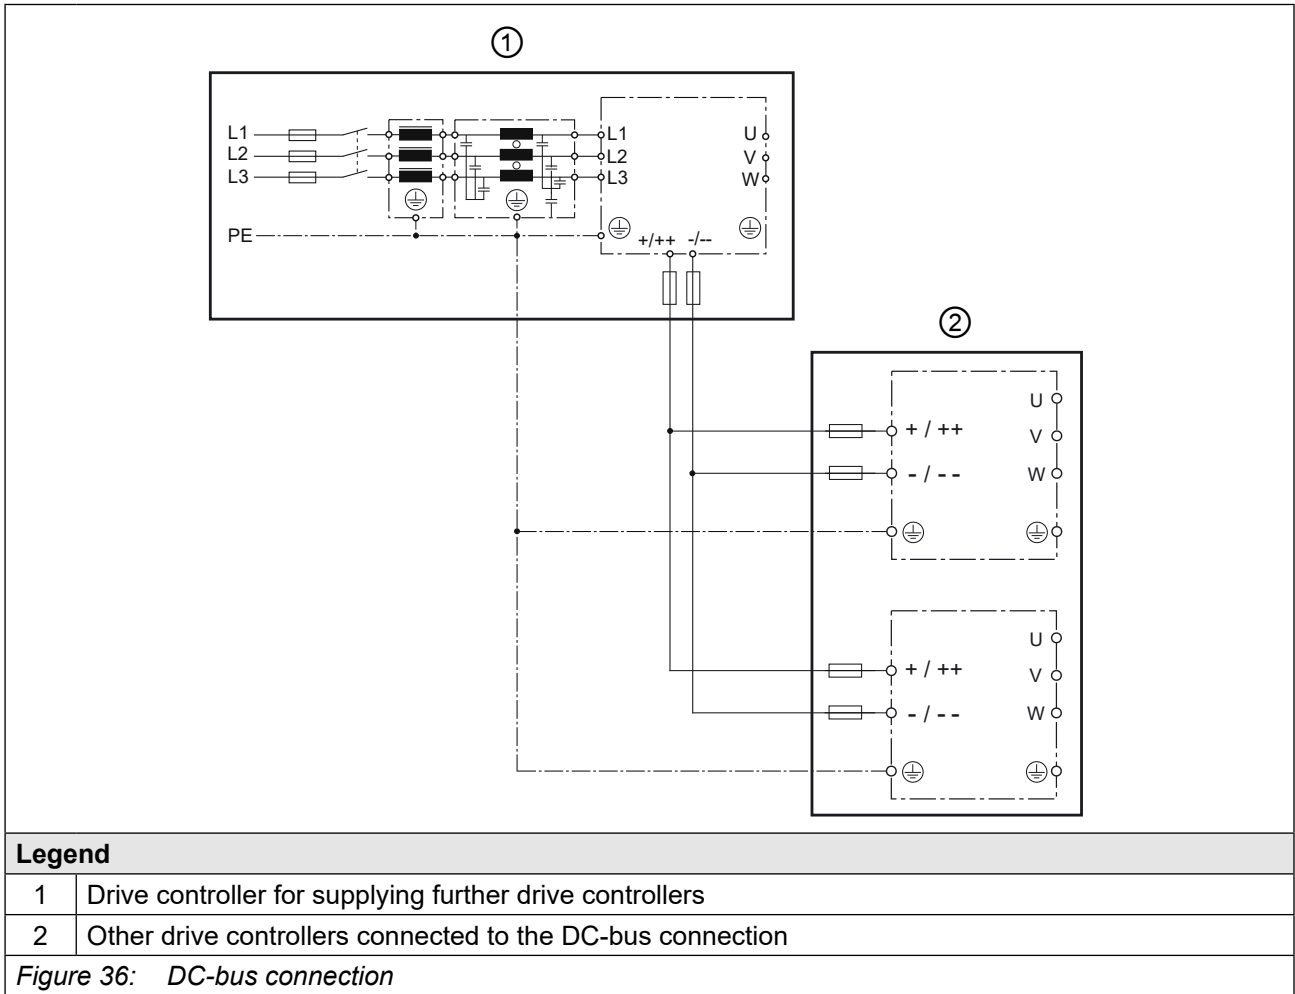 ①
L1
L2
L3
PE
L1
L2
L3
U
V
W
+/++ -/--
②
U
+ / ++
V
- / - -
W
U
+ / ++
V
- / - -
W
Legend
1 Drive controller for supplying further drive controllers
2 Other drive controllers connected to the DC-bus connection
Figure 36: DC-bus connection